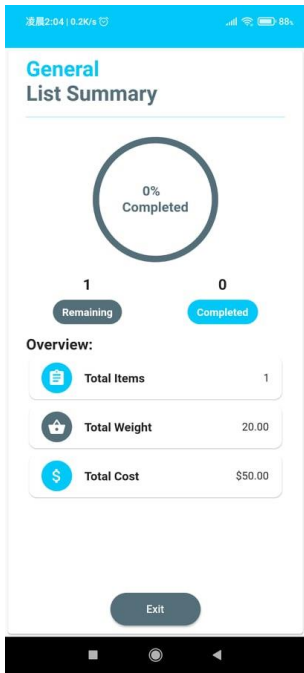 凌晨2:04 | 0.2K/s
88%
General
List Summary
0%
Completed
1
0
Remaining
Completed
Overview:
Total Items
1
Total Weight
20.00
Total Cost
$50.00
Exit